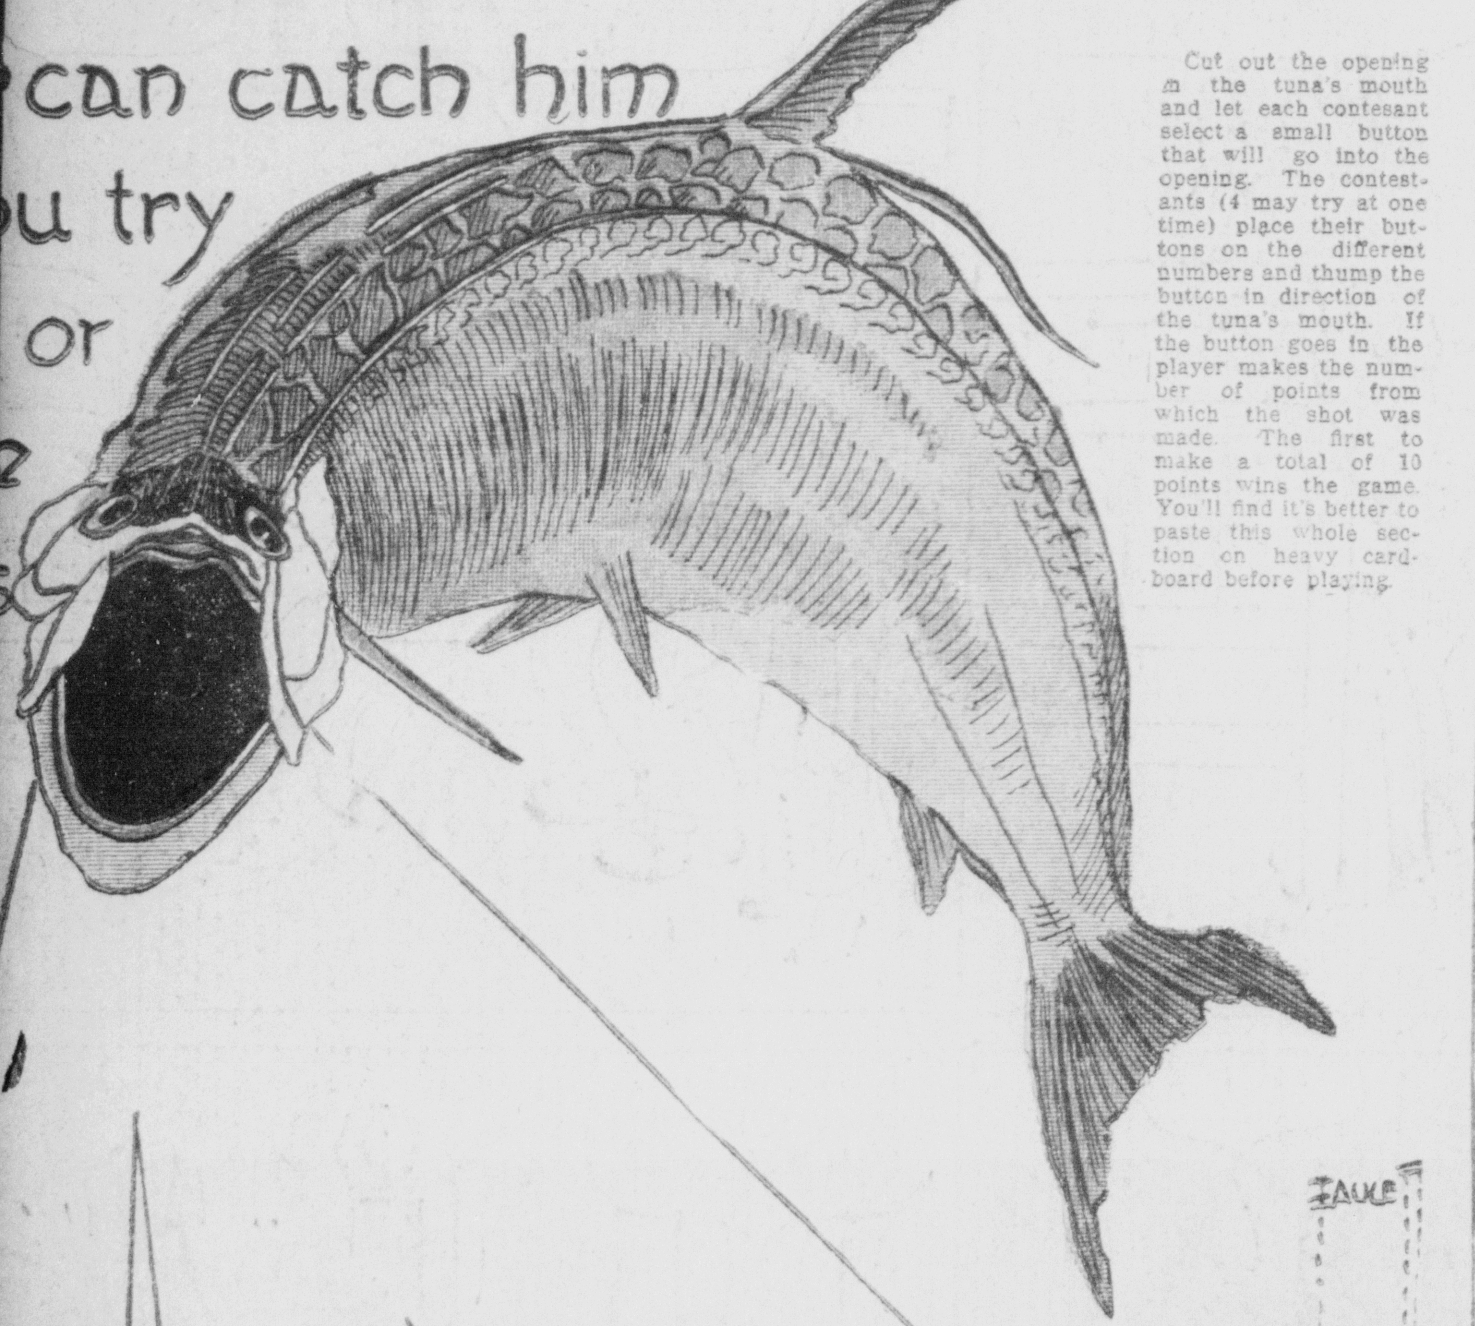 can catch him
u try
or
e
Cut out the opening
in the tuna's mouth
and let each contesant
select a small button
that will go into the
opening. The contest-
ants (4 may try at one
time) place their but-
tons on the different
numbers and thump the
button in direction of
the tuna's mouth. If
the button goes in the
player makes the num-
ber of points from
which the shot was
made. The first to
make a total of 10
points wins the game.
You'll find it's better to
paste this whole sec-
tion on heavy card-
board before playing.